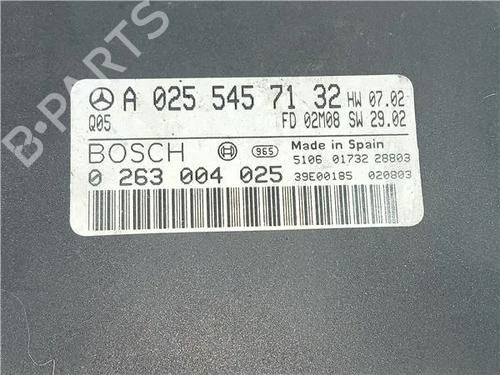 A 025 545 71 32 HW 07.02
Q05 FD 02M08 SW 29.02
BOSCH 965 Made in Spain
5106 01732 28803
0 263 004 025 39E00185 020803
B-PARTS